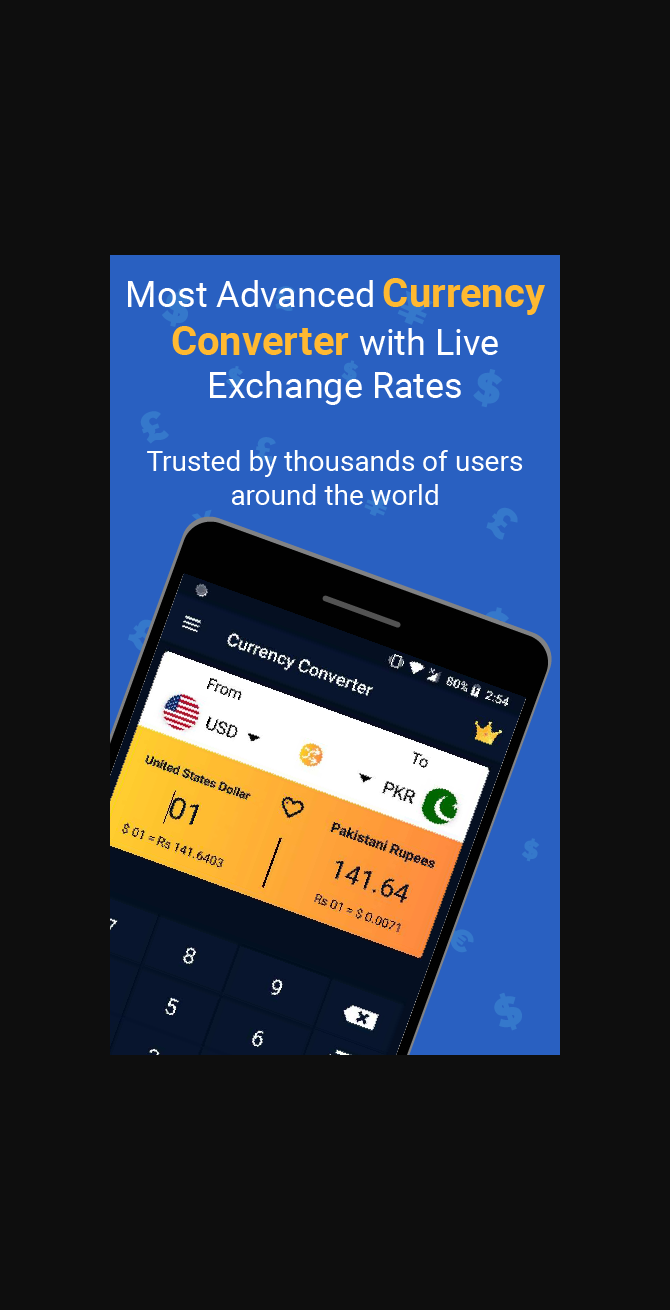 Most Advanced Currency
Converter with Live
Exchange Rates
Trusted by thousands of users
around the world
80% 2:54
Currency Converter
From
USD
To
PKR
United States Dollar
01
$ 01 = Rs 141.6403
Pakistani Rupees
141.64
Rs 01 = $ 0.0071
7 8 9
5 6